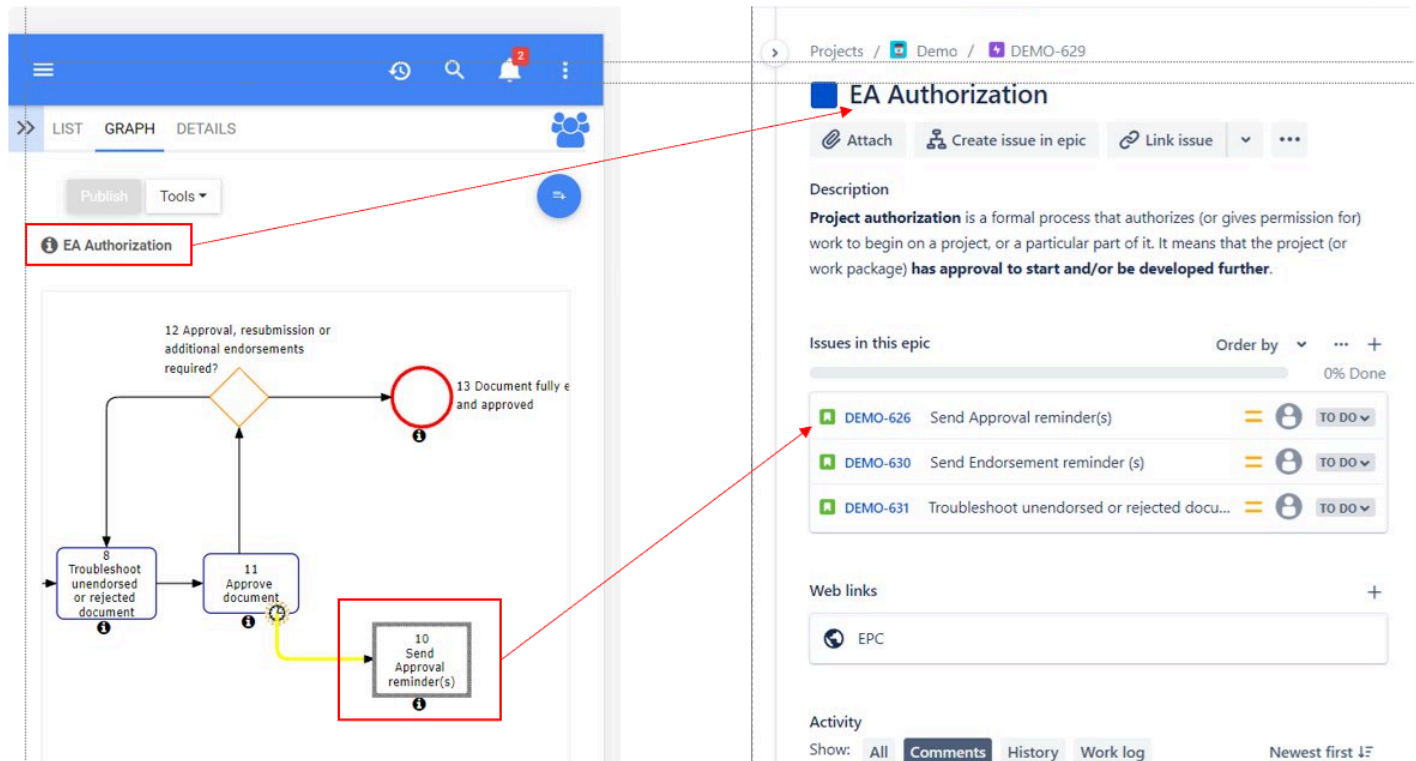 2
LIST GRAPH DETAILS
Publish Tools
EA Authorization
12 Approval, resubmission or
additional endorsements
required?
13 Document fully e
and approved
8
Troubleshoot
unendorsed
or rejected
document
11
Approve
document
10
Send
Approval
reminder(s)
Projects / Demo / DEMO-629
EA Authorization
Attach Create issue in epic Link issue
Description
Project authorization is a formal process that authorizes (or gives permission for)
work to begin on a project, or a particular part of it. It means that the project (or
work package) has approval to start and/or be developed further.
Issues in this epic Order by
0% Done
DEMO-626 Send Approval reminder(s) TO DO
DEMO-630 Send Endorsement reminder (s) TO DO
DEMO-631 Troubleshoot unendorsed or rejected docu... TO DO
Web links
EPC
Activity
Show: All Comments History Work log Newest first